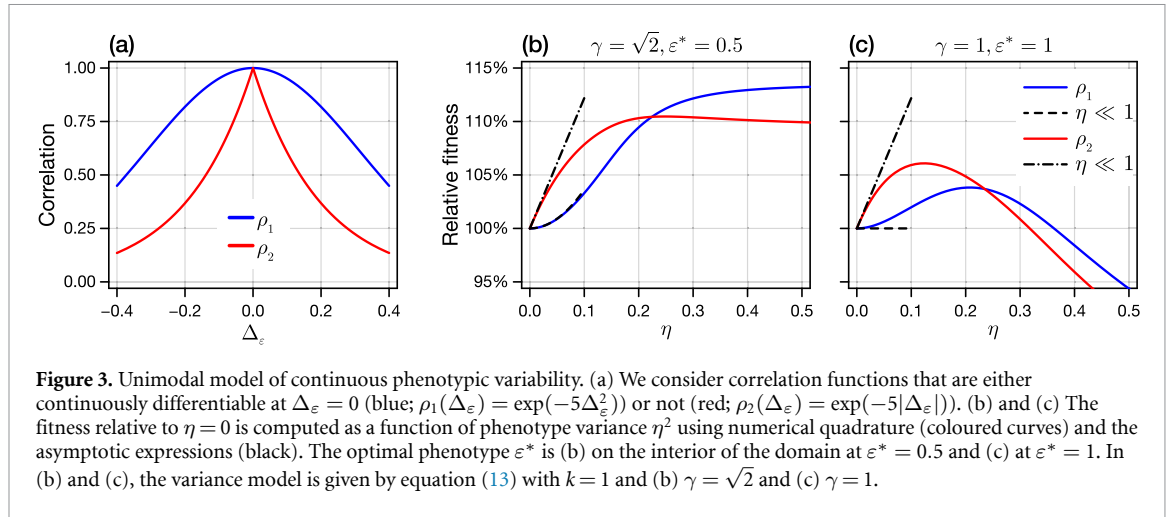 (a)
Correlation
1.00
0.75
0.50
0.25
0.00
ρ₁
ρ₂
−0.4 −0.2 0.0 0.2 0.4
Δ_ε
(b) γ = √2, ε* = 0.5
Relative fitness
115%
110%
105%
100%
95%
0.0 0.1 0.2 0.3 0.4 0.5
η
(c) γ = 1, ε* = 1
ρ₁
η ≪ 1
ρ₂
η ≪ 1
0.0 0.1 0.2 0.3 0.4 0.5
η
Figure 3. Unimodal model of continuous phenotypic variability. (a) We consider correlation functions that are either
continuously differentiable at Δ_ε = 0 (blue; ρ₁(Δ_ε) = exp(−5Δ_ε²)) or not (red; ρ₂(Δ_ε) = exp(−5|Δ_ε|)). (b) and (c) The
fitness relative to η = 0 is computed as a function of phenotype variance η² using numerical quadrature (coloured curves) and the
asymptotic expressions (black). The optimal phenotype ε* is (b) on the interior of the domain at ε* = 0.5 and (c) at ε* = 1. In
(b) and (c), the variance model is given by equation (13) with k = 1 and (b) γ = √2 and (c) γ = 1.